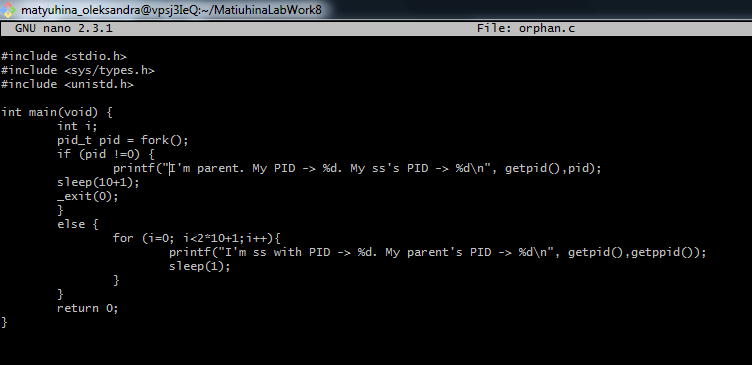 matyuhina_oleksandra@vpsj3IeQ:~/MatiuhinaLabWork8
GNU nano 2.3.1 File: orphan.c
#include <stdio.h>
#include <sys/types.h>
#include <unistd.h>
int main(void) {
int i;
pid_t pid = fork();
if (pid !=0) {
printf("I'm parent. My PID -> %d. My ss's PID -> %d\n", getpid(),pid);
sleep(10+1);
_exit(0);
}
else {
for (i=0; i<2*10+1;i++){
printf("I'm ss with PID -> %d. My parent's PID -> %d\n", getpid(),getppid());
sleep(1);
}
}
return 0;
}